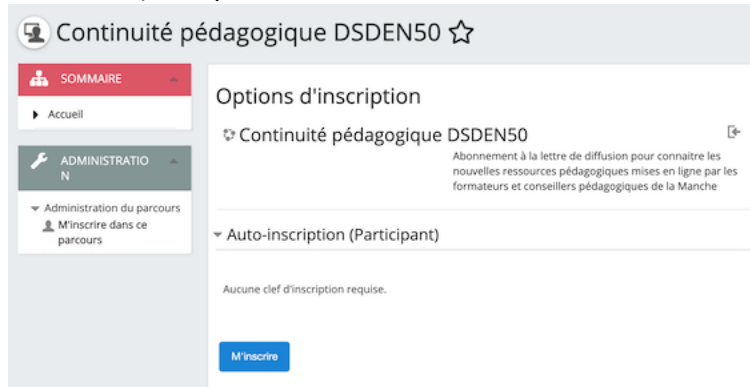 Continuité pédagogique DSDEN50
SOMMAIRE
Accueil
ADMINISTRATIO
N
Administration du parcours
M'inscrire dans ce
parcours
Options d'inscription
Continuité pédagogique DSDEN50
Abonnement à la lettre de diffusion pour connaitre les
nouvelles ressources pédagogiques mises en ligne par les
formateurs et conseillers pédagogiques de la Manche
Auto-inscription (Participant)
Aucune clef d'inscription requise.
M'inscrire